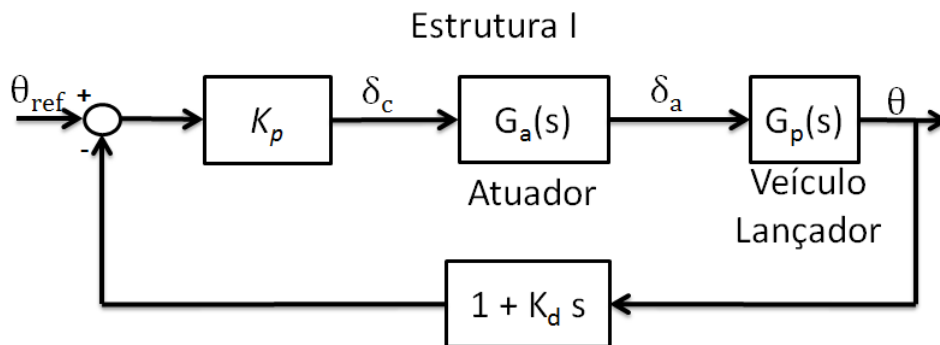 Estrutura I
θref + -
Kp
δc
Ga(s)
Atuador
δa
Gp(s)
Veículo
Lançador
θ
1 + Kd s